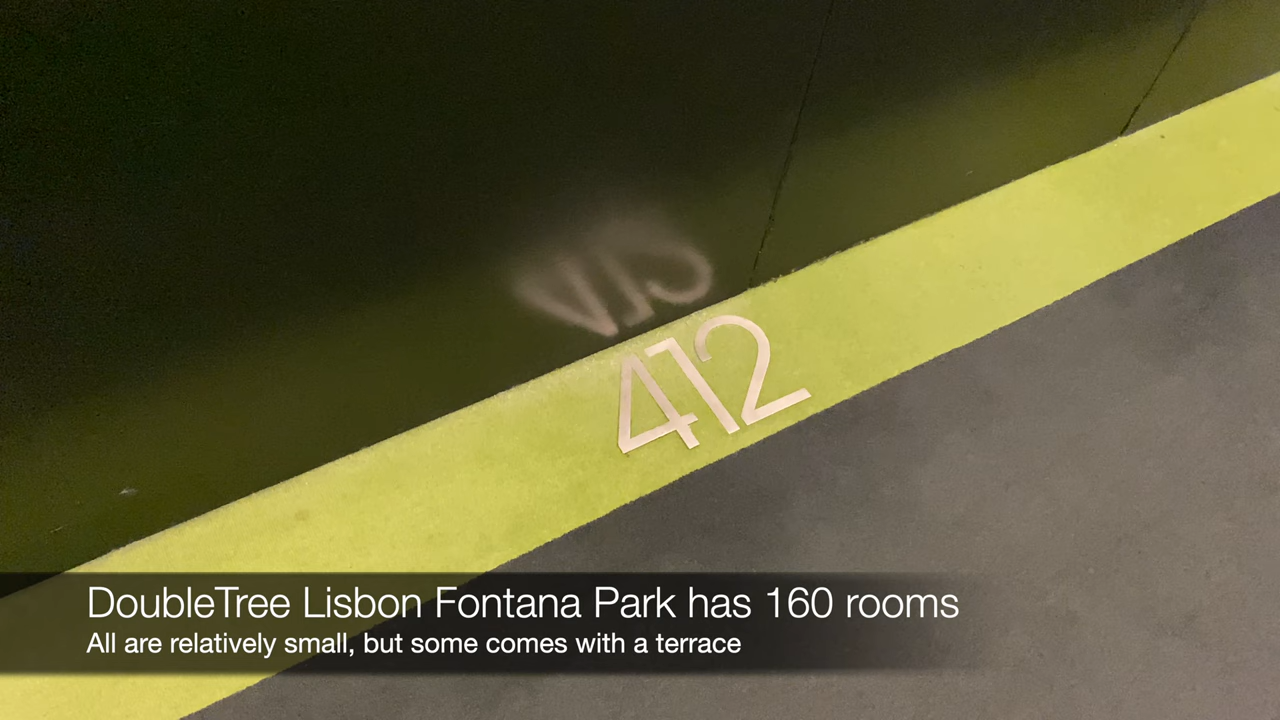 412
DoubleTree Lisbon Fontana Park has 160 rooms
All are relatively small, but some comes with a terrace